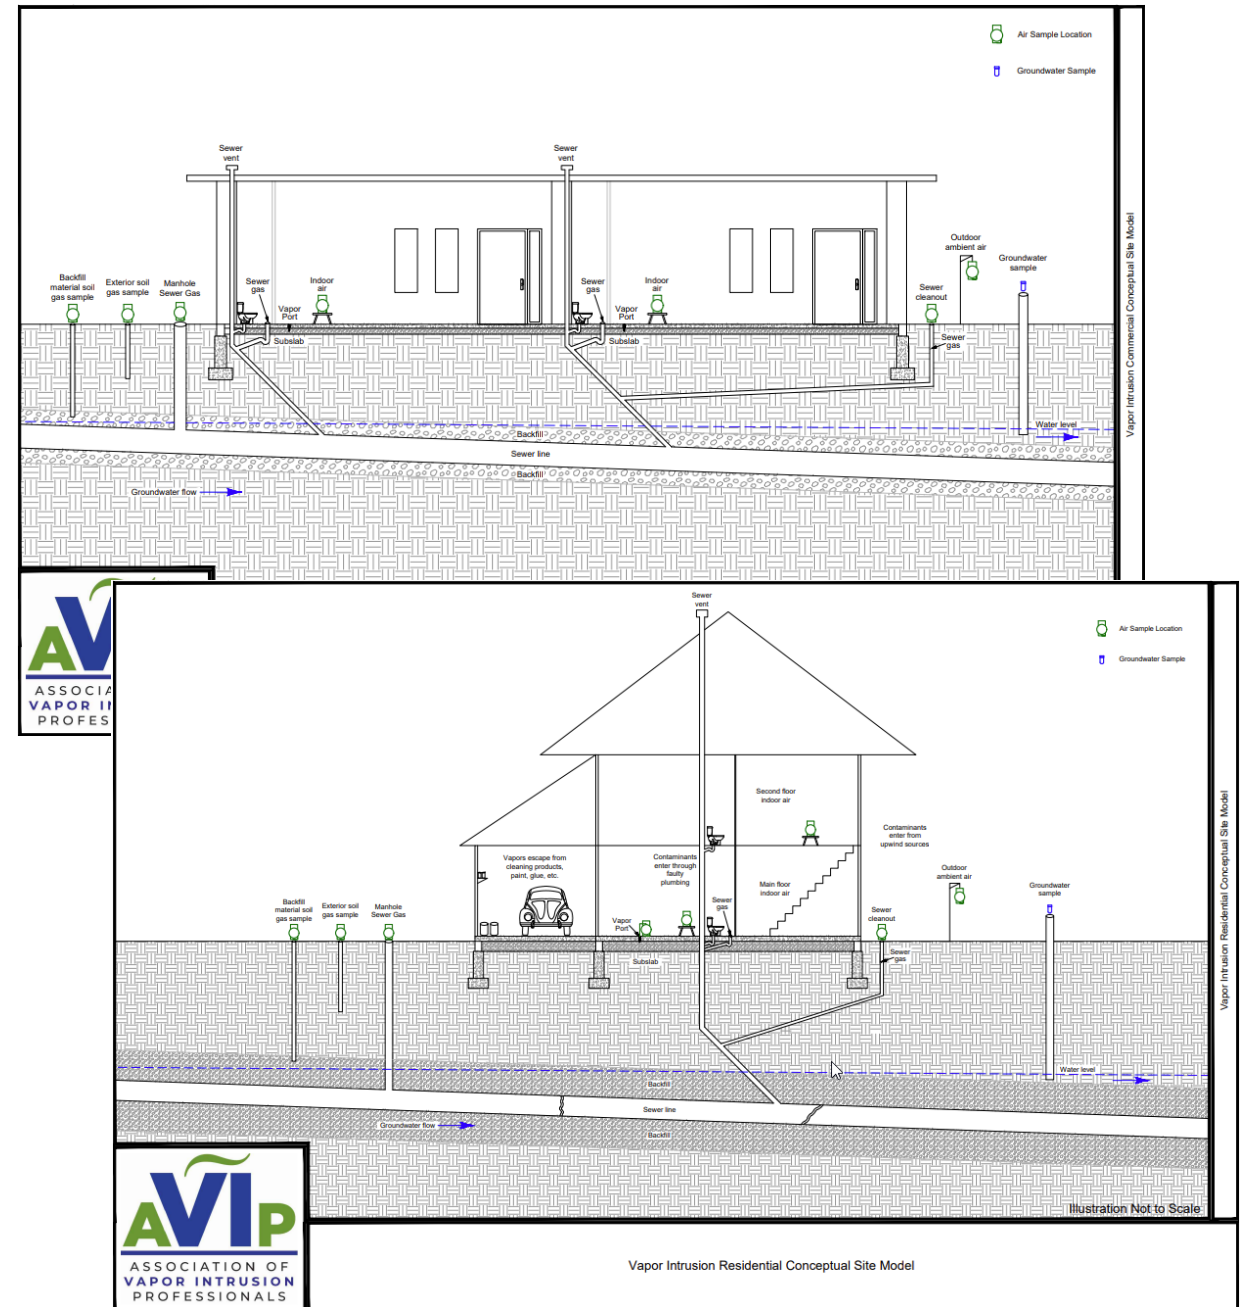 Air Sample Location
Groundwater Sample
Sewer
vent
Sewer
vent
Outdoor
ambient air
Groundwater
sample
Backfill
material soil
gas sample
Exterior soil
gas sample
Manhole
Sewer Gas
Sewer
gas
Indoor
air
Vapor
Port
Subslab
Sewer
gas
Indoor
air
Vapor
Port
Subslab
Sewer
cleanout
Sewer
gas
Water level
Backfill
Sewer line
Backfill
Groundwater flow
Vapor Intrusion Commercial Conceptual Site Model
AV
ASSOCIA
VAPOR I
PROFES
Sewer
vent
Air Sample Location
Groundwater Sample
Second floor
indoor air
Contaminants
enter from
upwind sources
Vapors escape from
cleaning products,
paint, glue, etc.
Contaminants
enter through
faulty
plumbing
Main floor
indoor air
Outdoor
ambient air
Groundwater
sample
Backfill
material soil
gas sample
Exterior soil
gas sample
Manhole
Sewer Gas
Vapor
Port
Sewer
gas
Sewer
cleanout
Subslab
Sewer
gas
Water level
Backfill
Sewer line
Groundwater flow
Backfill
Illustration Not to Scale
Vapor Intrusion Residential Conceptual Site Model
AVIP
ASSOCIATION OF
VAPOR INTRUSION
PROFESSIONALS
Vapor Intrusion Residential Conceptual Site Model